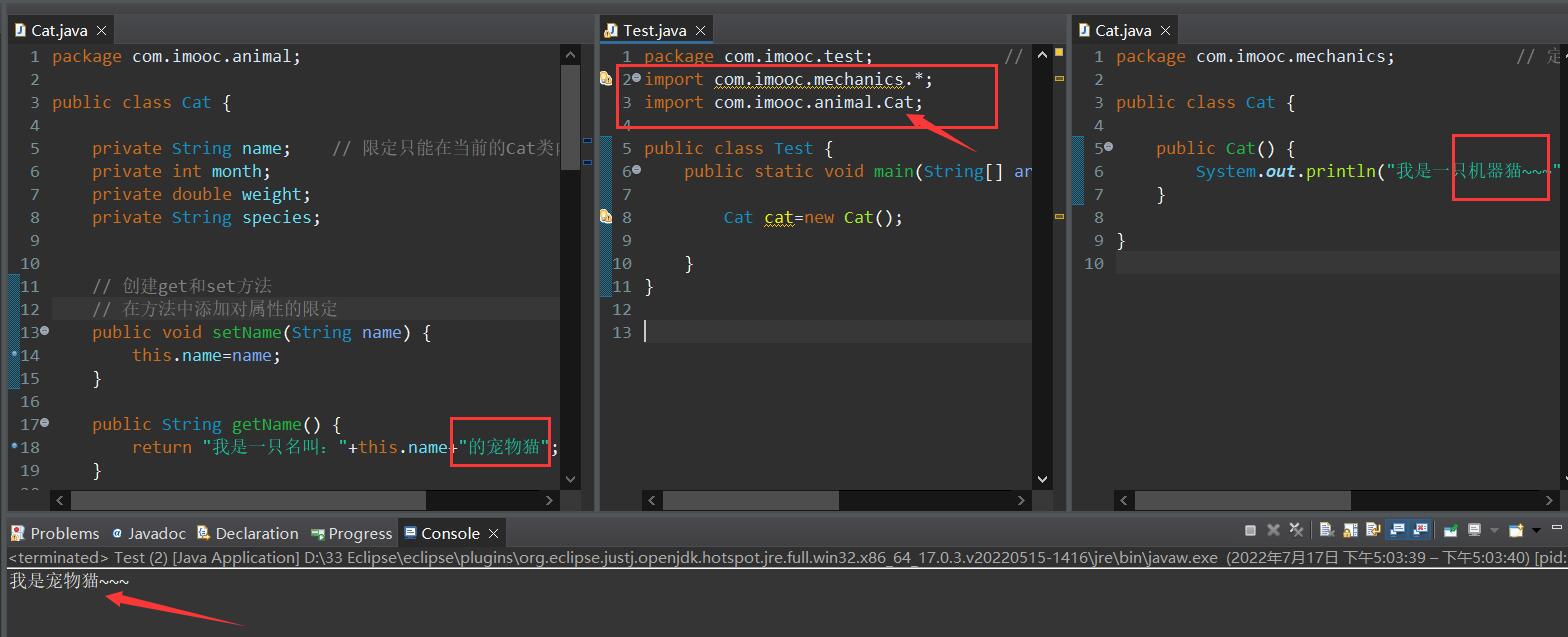 Cat.java
1 package com.imooc.animal;
2
3 public class Cat {
4
5 private String name; // 限定只能在当前的Cat类
6 private int month;
7 private double weight;
8 private String species;
9
10
11 // 创建get和set方法
12 // 在方法中添加对属性的限定
13 public void setName(String name) {
14 this.name=name;
15 }
16
17 public String getName() {
18 return "我是一只名叫："+this.name+"的宠物猫";
19 }
Test.java
1 package com.imooc.test; //
2 import com.imooc.mechanics.*;
3 import com.imooc.animal.Cat;
4
5 public class Test {
6 public static void main(String[] ar
7
8 Cat cat=new Cat();
9
10 }
11 }
12
13
Cat.java
1 package com.imooc.mechanics; // 定
2
3 public class Cat {
4
5 public Cat() {
6 System.out.println("我是一只机器猫~~~"
7 }
8
9 }
10
Problems Javadoc Declaration Progress Console
<terminated> Test (2) [Java Application] D:\33 Eclipse\eclipse\plugins\org.eclipse.justj.openjdk.hotspot.jre.full.win32.x86_64_17.0.3.v20220515-1416\jre\bin\javaw.exe (2022年7月17日 下午5:03:39 – 下午5:03:40) [pid:
我是宠物猫~~~